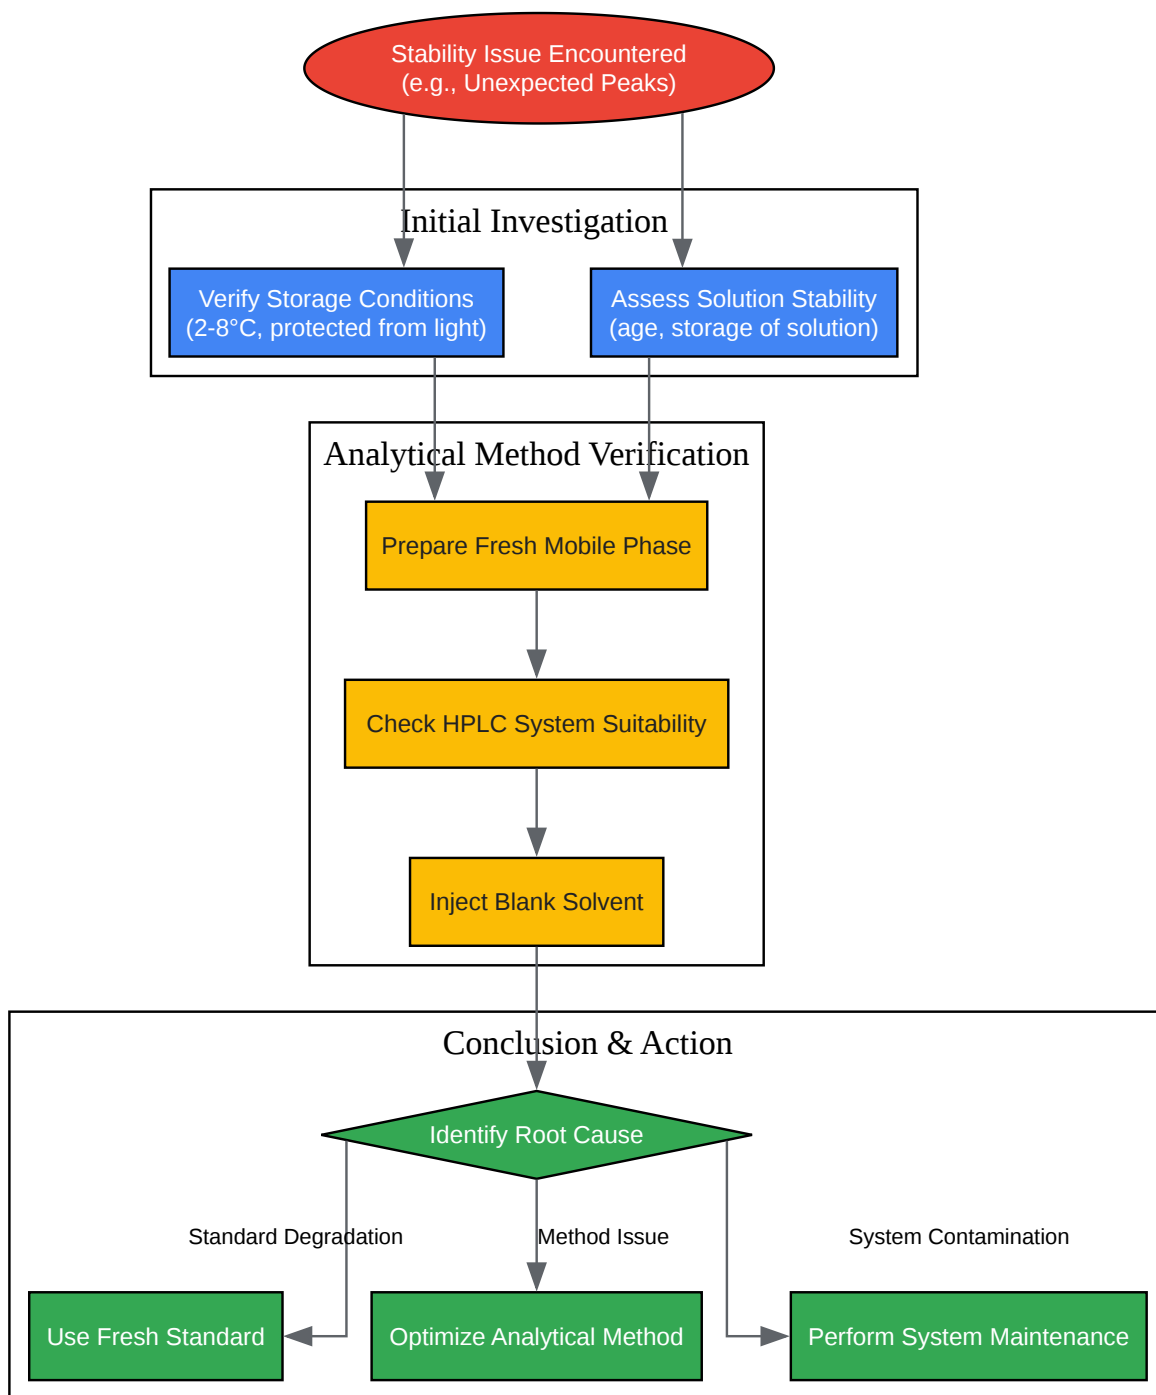 Stability Issue Encountered
(e.g., Unexpected Peaks)
Initial Investigation
Verify Storage Conditions
(2-8°C, protected from light)
Assess Solution Stability
(age, storage of solution)
Analytical Method Verification
Prepare Fresh Mobile Phase
Check HPLC System Suitability
Inject Blank Solvent
Conclusion & Action
Identify Root Cause
Standard Degradation
Method Issue
System Contamination
Use Fresh Standard
Optimize Analytical Method
Perform System Maintenance